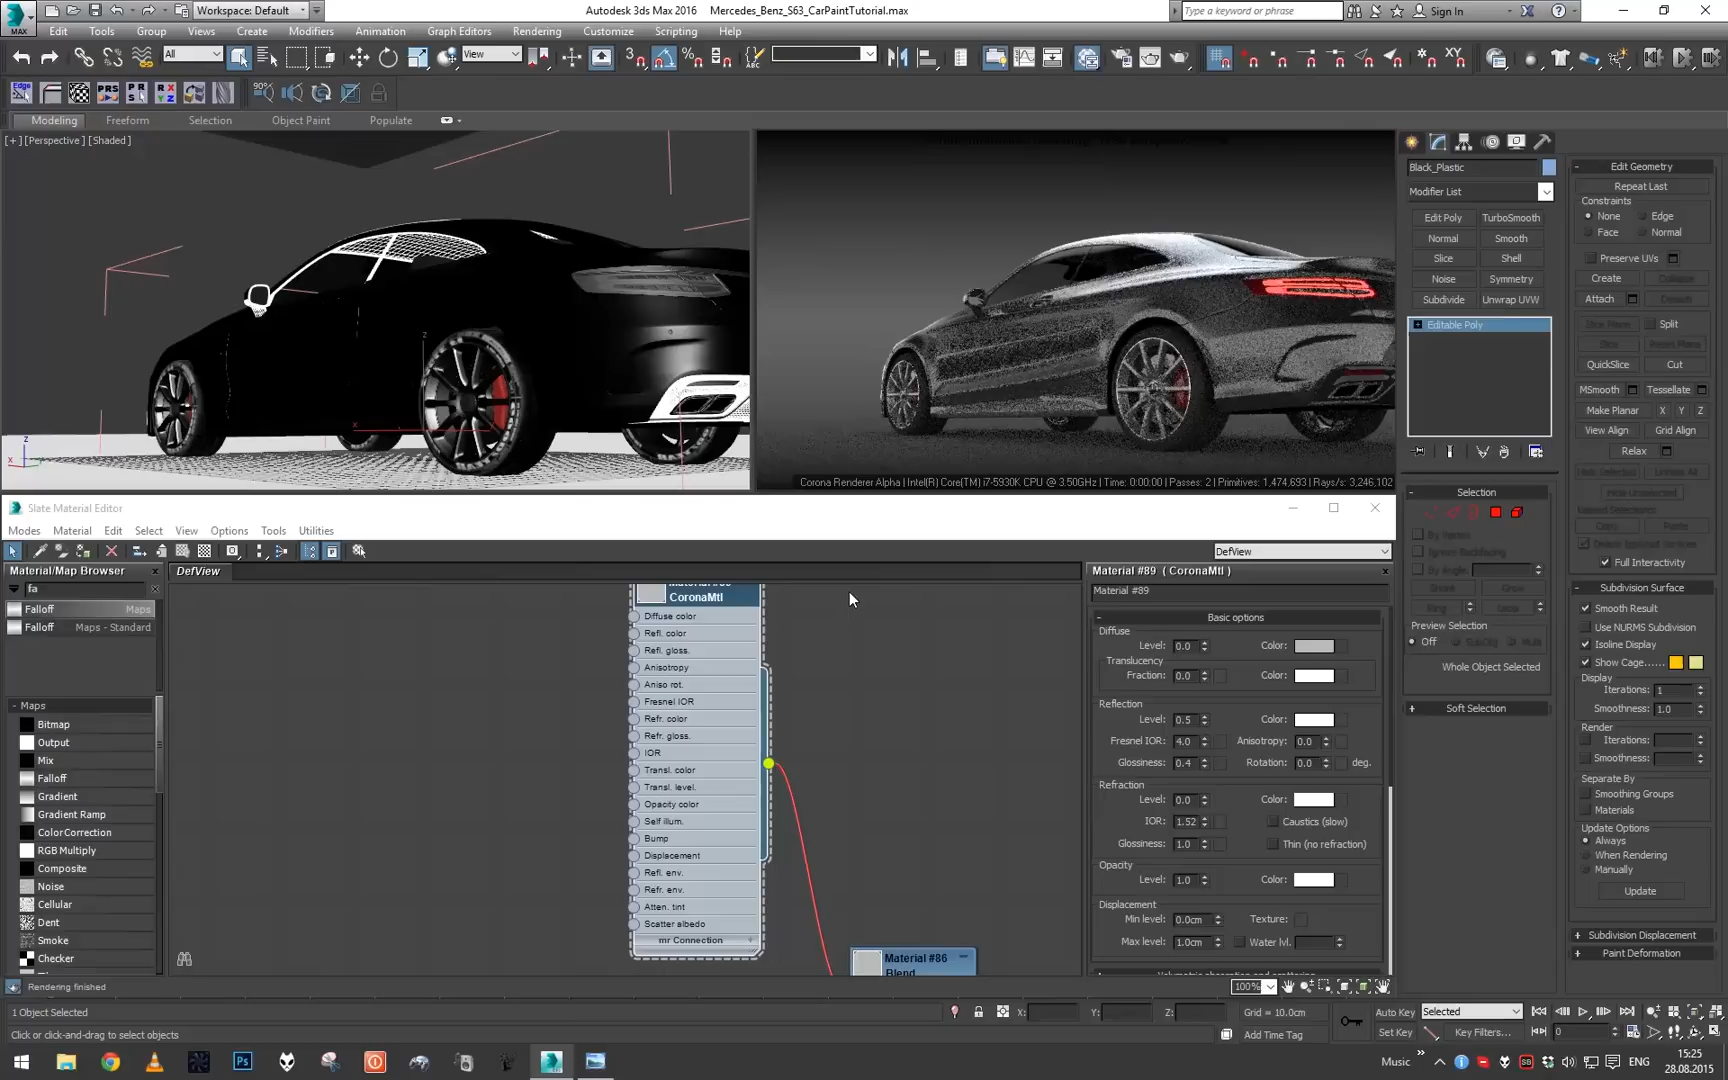 Workspace: Default
Autodesk 3ds Max 2016
Mercedes_Benz_S63_CarPaintTutorial.max
Type a keyword or phrase
Sign In
MAX
Edit
Tools
Group
Views
Create
Modifiers
Animation
Graph Editors
Rendering
Customize
Scripting
Help
All
View
Modeling
Freeform
Selection
Object Paint
Populate
[+] [Perspective] [Shaded]
Corona Renderer Alpha | Intel(R) Core(TM) i7-5930K CPU @ 3.50GHz | Time: 0:00:00 | Passes: 2 | Primitives: 1,474,693 | Rays/s: 3,246,102
Black_Plastic
Modifier List
Edit Poly
TurboSmooth
Normal
Smooth
Slice
Shell
Noise
Symmetry
Subdivide
Unwrap UVW
Editable Poly
Selection
By Vertex
Ignore Backfacing
By Angle:
Preview Selection
Off
Whole Object Selected
Soft Selection
Edit Geometry
Repeat Last
Constraints
None
Edge
Face
Normal
Preserve UVs
Create
Attach
Split
QuickSlice
Cut
MSmooth
Tessellate
Make Planar
X
Y
Z
View Align
Grid Align
Relax
Full Interactivity
Subdivision Surface
Smooth Result
Use NURMS Subdivision
Isoline Display
Show Cage......
Display
Iterations: 1
Smoothness: 1.0
Render
Iterations:
Smoothness:
Separate By
Smoothing Groups
Materials
Update Options
Always
When Rendering
Manually
Update
Subdivision Displacement
Paint Deformation
Slate Material Editor
Modes
Material
Edit
Select
View
Options
Tools
Utilities
DefView
Material/Map Browser
fa
Falloff Maps
Falloff Maps - Standard
Maps
Bitmap
Output
Mix
Falloff
Gradient
Gradient Ramp
ColorCorrection
RGB Multiply
Composite
Noise
Cellular
Dent
Smoke
Checker
DefView
CoronaMtl
Diffuse color
Refl. color
Refl. gloss.
Anisotropy
Aniso rot.
Fresnel IOR
Refr. color
Refr. gloss.
IOR
Transl. color
Transl. level.
Opacity color
Self illum.
Bump
Displacement
Refl. env.
Refr. env.
Atten. tint
Scatter albedo
mr Connection
Material #86
Blend
Material #89 ( CoronaMtl )
Material #89
Basic options
Diffuse
Level: 0.0
Color:
Translucency
Fraction: 0.0
Color:
Reflection
Level: 0.5
Color:
Fresnel IOR: 4.0
Anisotropy: 0.0
Glossiness: 0.4
Rotation: 0.0 deg.
Refraction
Level: 0.0
Color:
IOR: 1.52
Caustics (slow)
Glossiness: 1.0
Thin (no refraction)
Opacity
Level: 1.0
Color:
Displacement
Min level: 0.0cm
Texture:
Max level: 1.0cm
Water lvl.
Rendering finished
100%
1 Object Selected
Click or click-and-drag to select objects
X:
Y:
Z:
Grid = 10.0cm
Add Time Tag
Auto Key
Selected
Set Key
Key Filters...
0
Music
ENG
15:25
28.08.2015